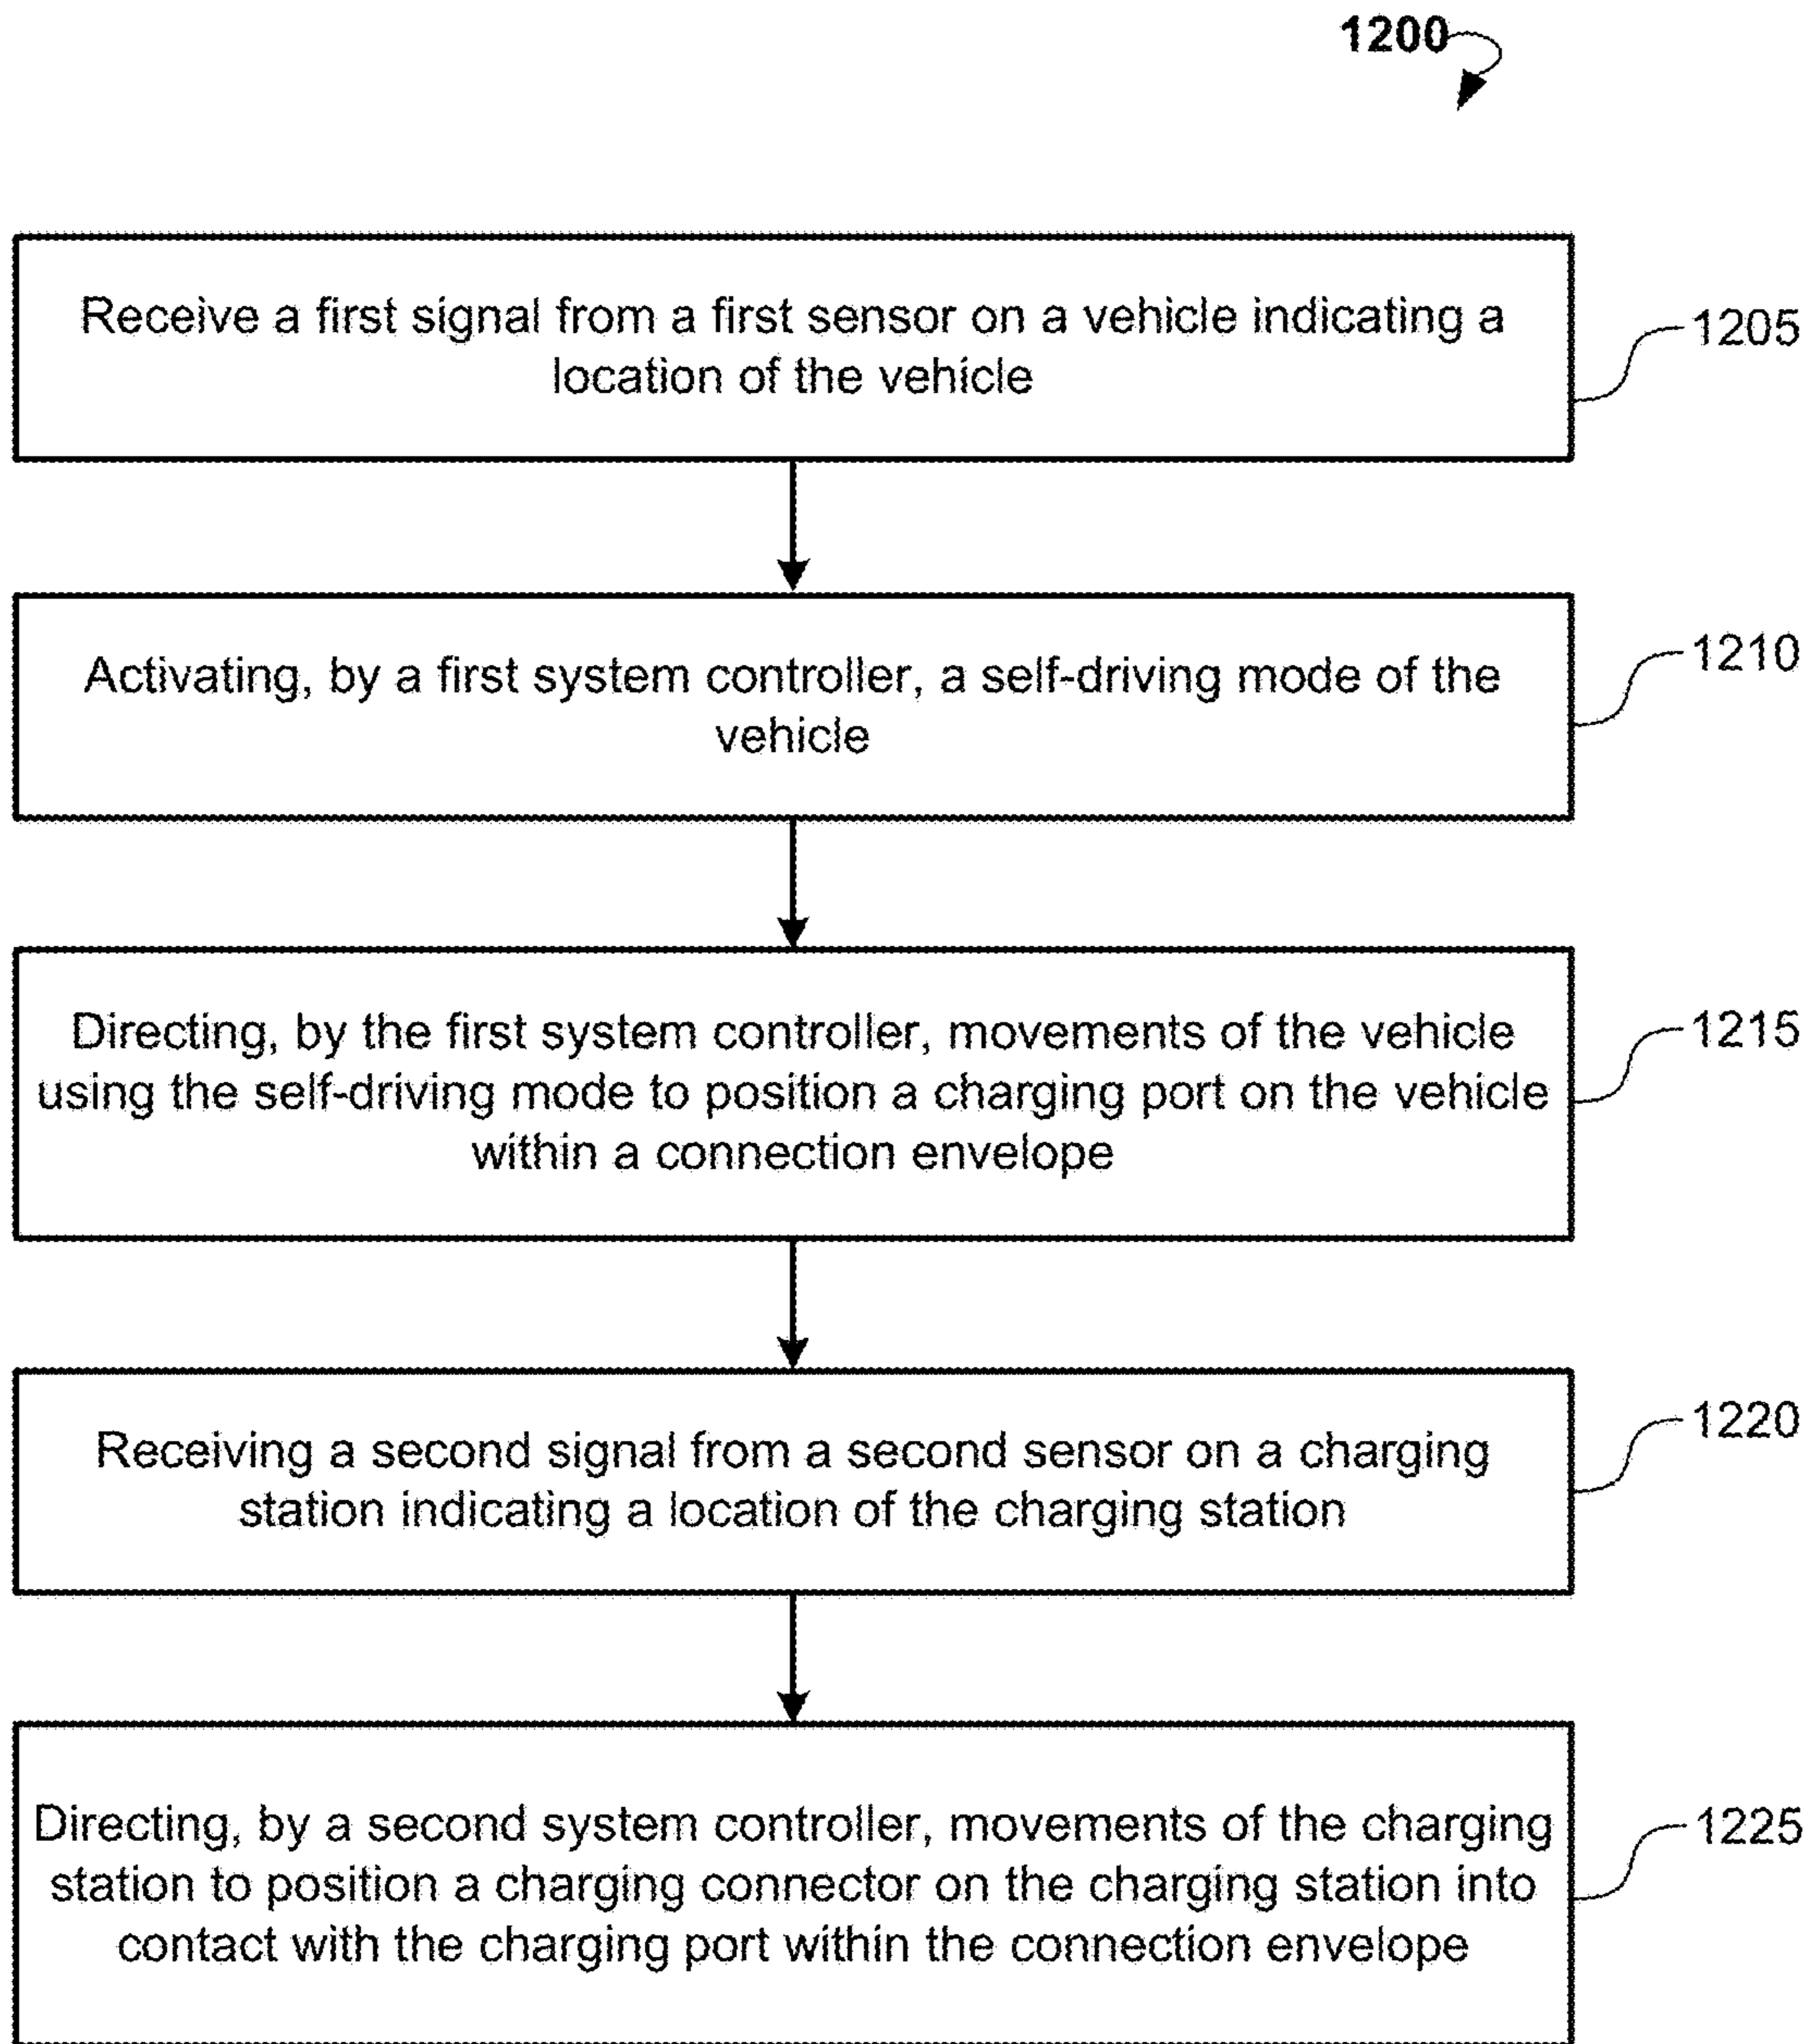 1200
Receive a first signal from a first sensor on a vehicle indicating a
location of the vehicle
1205
Activating, by a first system controller, a self-driving mode of the
vehicle
1210
Directing, by the first system controller, movements of the vehicle
using the self-driving mode to position a charging port on the vehicle
within a connection envelope
1215
Receiving a second signal from a second sensor on a charging
station indicating a location of the charging station
1220
Directing, by a second system controller, movements of the charging
station to position a charging connector on the charging station into
contact with the charging port within the connection envelope
1225